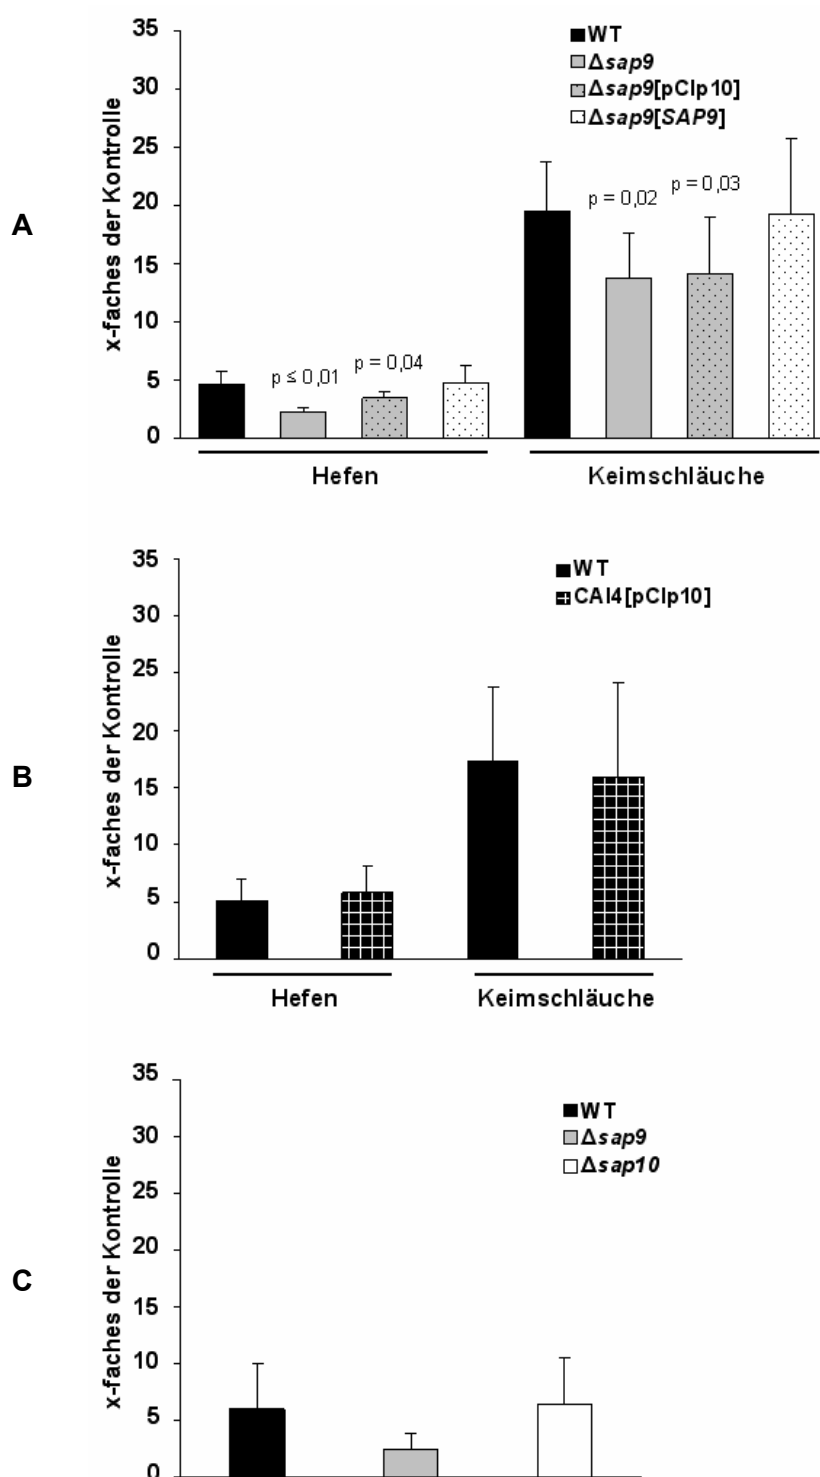 A
x-faches der Kontrolle
35
30
25
20
15
10
5
0
WT
Δsap9
Δsap9[pCIp10]
Δsap9[SAP9]
p ≤ 0,01
p = 0,04
p = 0,02
p = 0,03
Hefen
Keimschläuche
B
x-faches der Kontrolle
35
30
25
20
15
10
5
0
WT
CAI4[pCIp10]
Hefen
Keimschläuche
C
x-faches der Kontrolle
35
30
25
20
15
10
5
0
WT
Δsap9
Δsap10